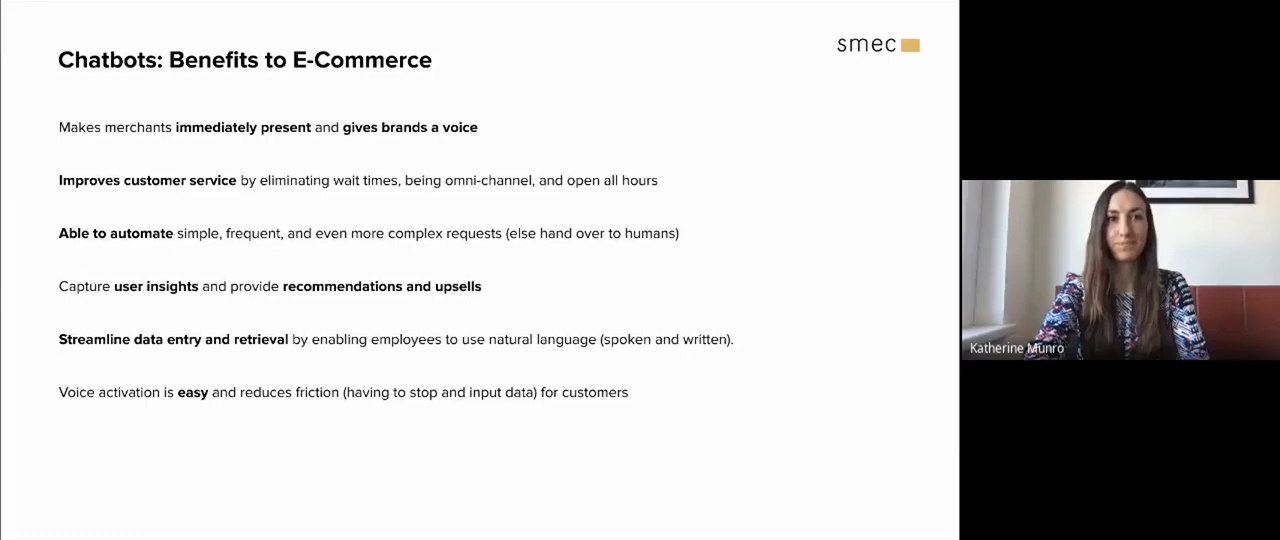 Chatbots: Benefits to E-Commerce
smec
Makes merchants immediately present and gives brands a voice
Improves customer service by eliminating wait times, being omni-channel, and open all hours
Able to automate simple, frequent, and even more complex requests (else hand over to humans)
Capture user insights and provide recommendations and upsells
Streamline data entry and retrieval by enabling employees to use natural language (spoken and written).
Voice activation is easy and reduces friction (having to stop and input data) for customers
Katherine Munro